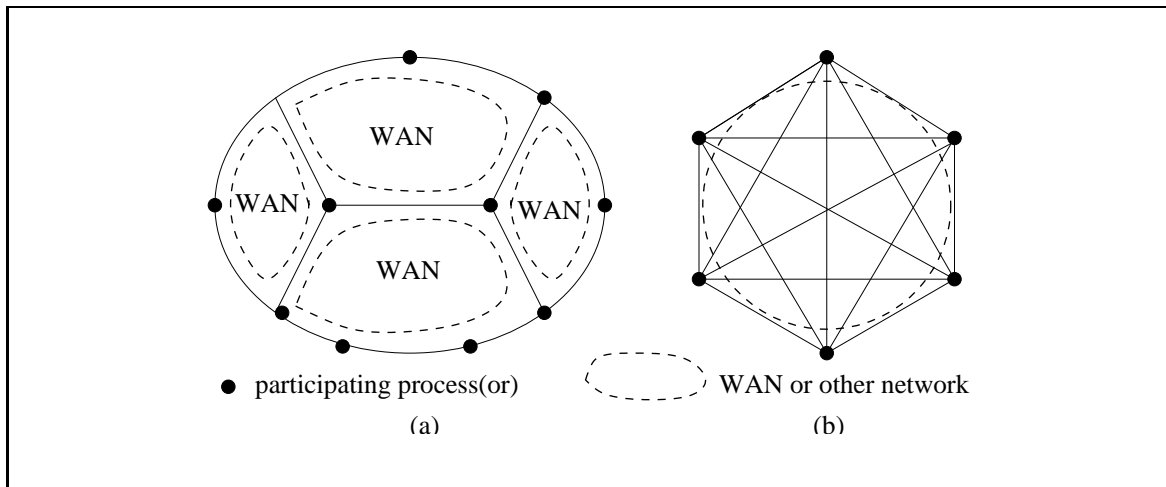 WAN
WAN
WAN
WAN
participating process(or)
WAN or other network
(a)
(b)